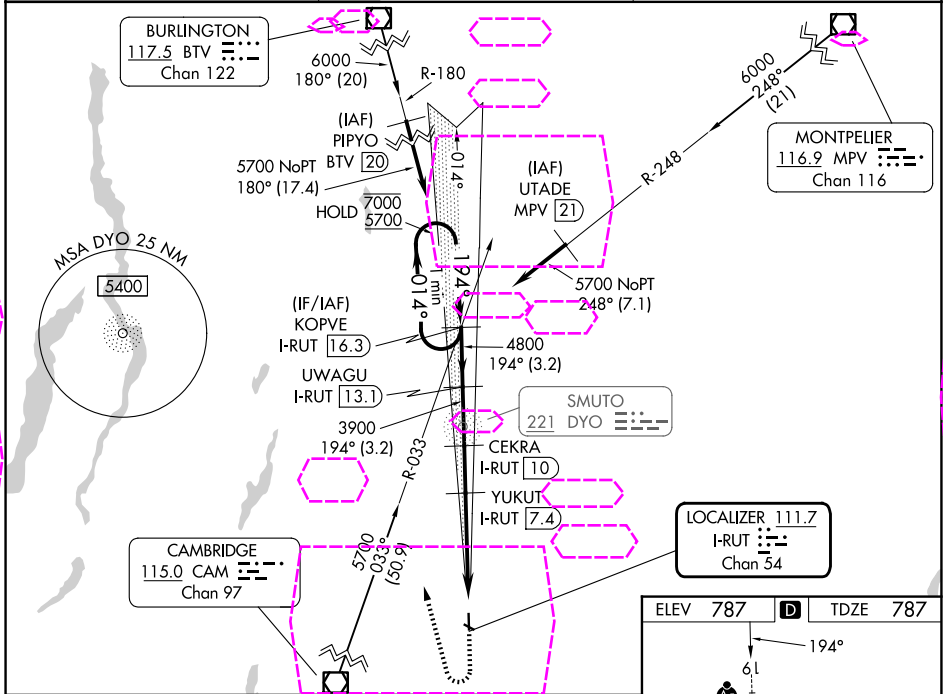 BURLINGTON
117.5 BTV
Chan 122
6000
180° (20)
R-180
(IAF)
PIPYO
BTV 20
5700 NoPT
180° (17.4)
HOLD 7000
5700
014°
(IAF)
UTADE
MPV 21
6000
248°
(21)
R-248
MONTPELIER
116.9 MPV
Chan 116
5700 NoPT
248° (7.1)
MSA DYO 25 NM
5400
194°
1 min
014°
(IF/IAF)
KOPVE
I-RUT 16.3
4800
194° (3.2)
UWAGU
I-RUT 13.1
3900
194° (3.2)
SMUTO
221 DYO
CEKRA
I-RUT 10
YUKUT
I-RUT 7.4
R-033
5700
033°
(50.9)
LOCALIZER 111.7
I-RUT
Chan 54
CAMBRIDGE
115.0 CAM
Chan 97
ELEV 787 D TDZE 787
194°
19